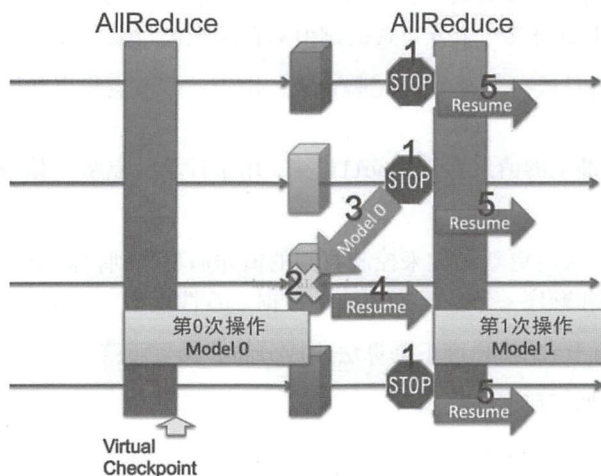 AllReduce AllReduce
1
STOP
5
Resume
1
STOP
3
Model 0
5
Resume
2
4
Resume
第0次操作
Model 0
第1次操作
Model 1
1
STOP
5
Resume
Virtual
Checkpoint